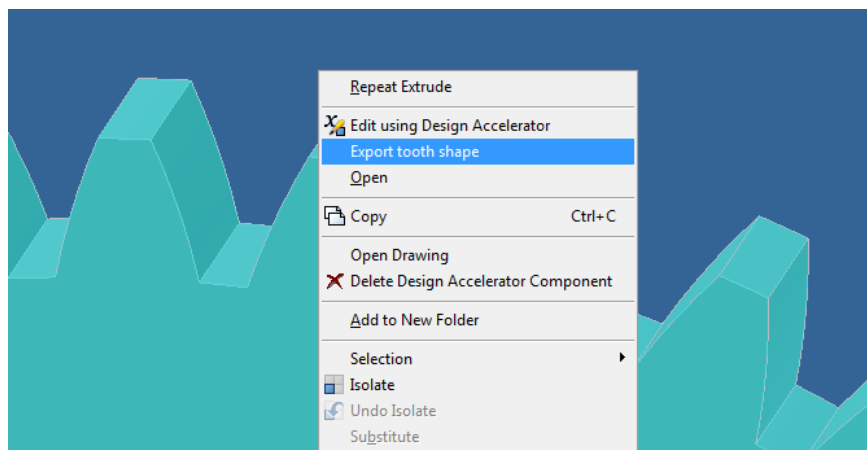 Repeat Extrude
Edit using Design Accelerator
Export tooth shape
Open
Copy Ctrl+C
Open Drawing
Delete Design Accelerator Component
Add to New Folder
Selection
Isolate
Undo Isolate
Substitute